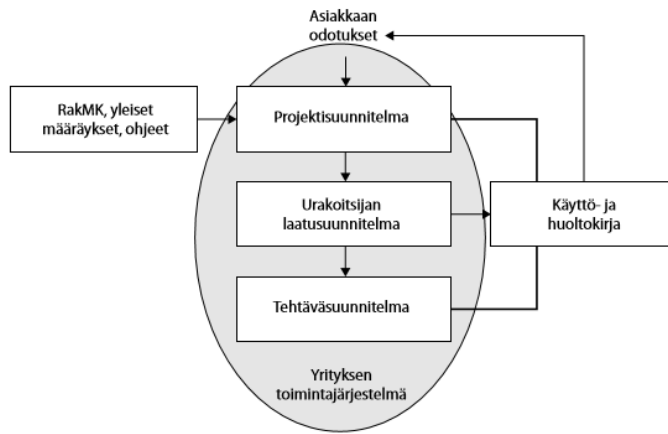 Asiakkaan
odotukset
RakMK, yleiset
määräykset, ohjeet
Projektisuunnitelma
Urakoitsijan
laatusuunnitelma
Käyttö- ja
huoltokirja
Tehtäväsuunnitelma
Yrityksen
toimintajärjestelmä